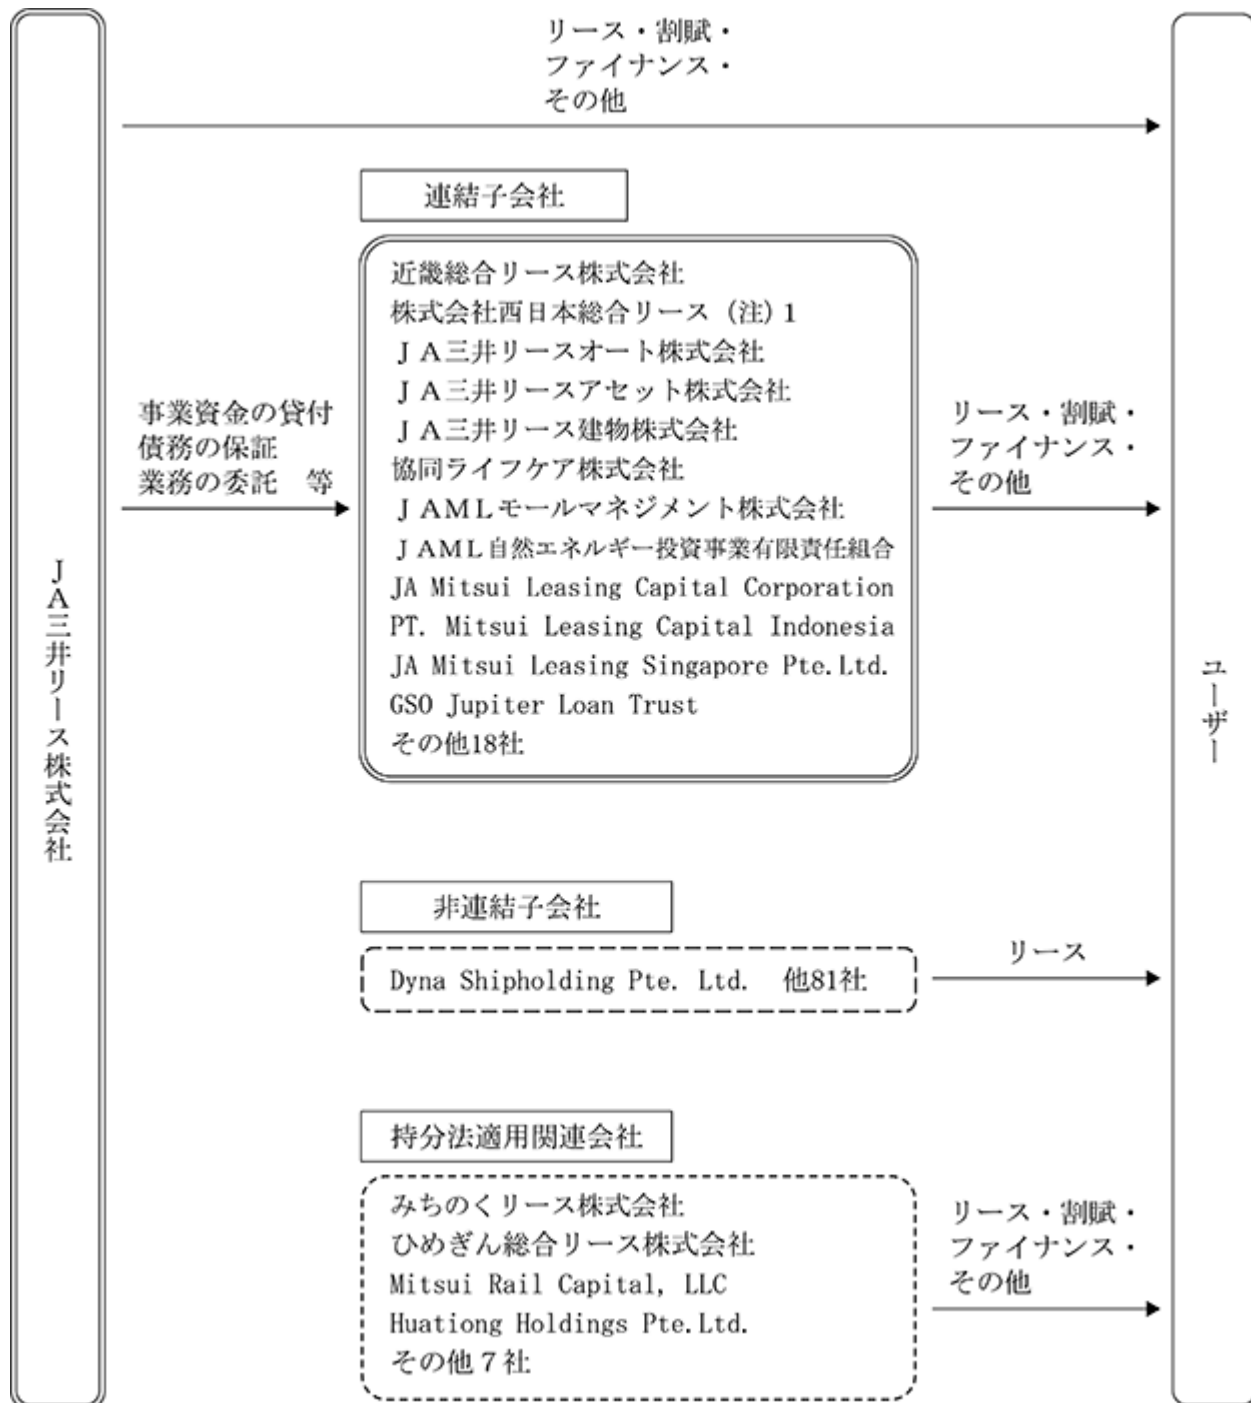 リース・割賦・
ファイナンス・
その他
連結子会社
近畿総合リース株式会社
株式会社西日本総合リース（注）１
ＪＡ三井リースオート株式会社
ＪＡ三井リースアセット株式会社
ＪＡ三井リース建物株式会社
協同ライフケア株式会社
ＪＡＭＬモールマネジメント株式会社
ＪＡＭＬ自然エネルギー投資事業有限責任組合
JA Mitsui Leasing Capital Corporation
PT. Mitsui Leasing Capital Indonesia
JA Mitsui Leasing Singapore Pte.Ltd.
GSO Jupiter Loan Trust
その他18社
事業資金の貸付
債務の保証
業務の委託　等
リース・割賦・
ファイナンス・
その他
ＪＡ三井リース株式会社
ユーザー
非連結子会社
Dyna Shipholding Pte. Ltd.　他81社
リース
持分法適用関連会社
みちのくリース株式会社
ひめぎん総合リース株式会社
Mitsui Rail Capital, LLC
Huationg Holdings Pte.Ltd.
その他７社
リース・割賦・
ファイナンス・
その他